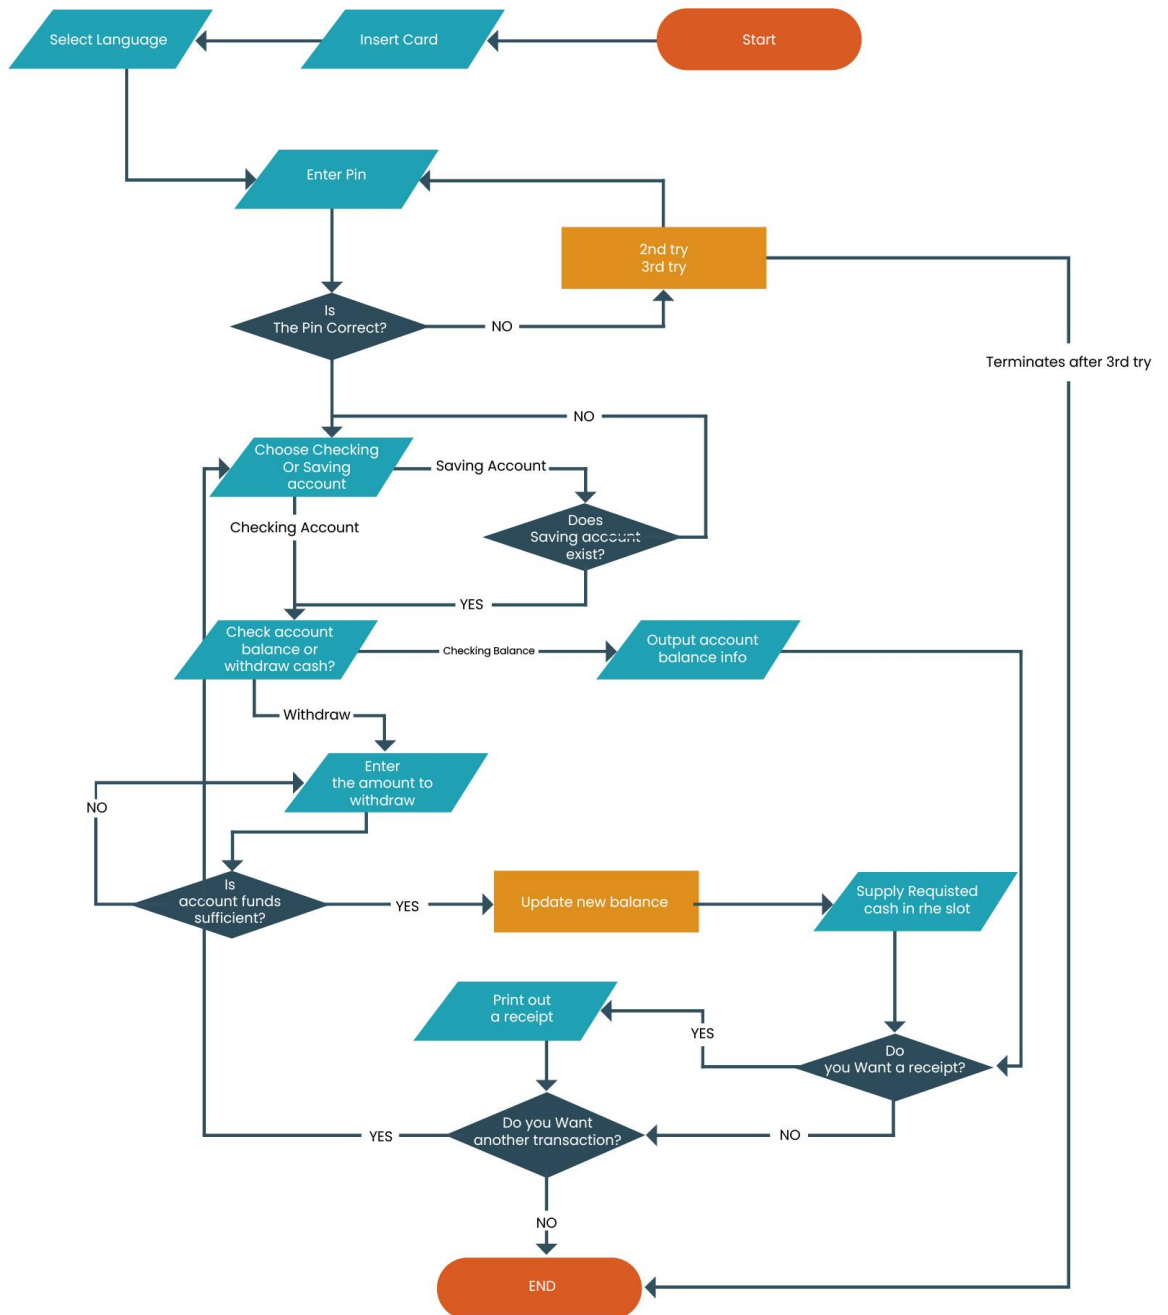 Select Language
Insert Card
Start
Enter Pin
2nd try
3rd try
Is
The Pin Correct?
NO
Terminates after 3rd try
NO
Choose Checking
Or Saving
account
Saving Account
Checking Account
Does
Saving account
exist?
YES
Check account
balance or
withdraw cash?
Checking Balance
Output account
balance info
Withdraw
Enter
the amount to
withdraw
NO
Is
account funds
sufficient?
YES
Update new balance
Supply Requisted
cash in rhe slot
Print out
a receipt
YES
Do
you Want a receipt?
Do you Want
another transaction?
YES
NO
NO
END